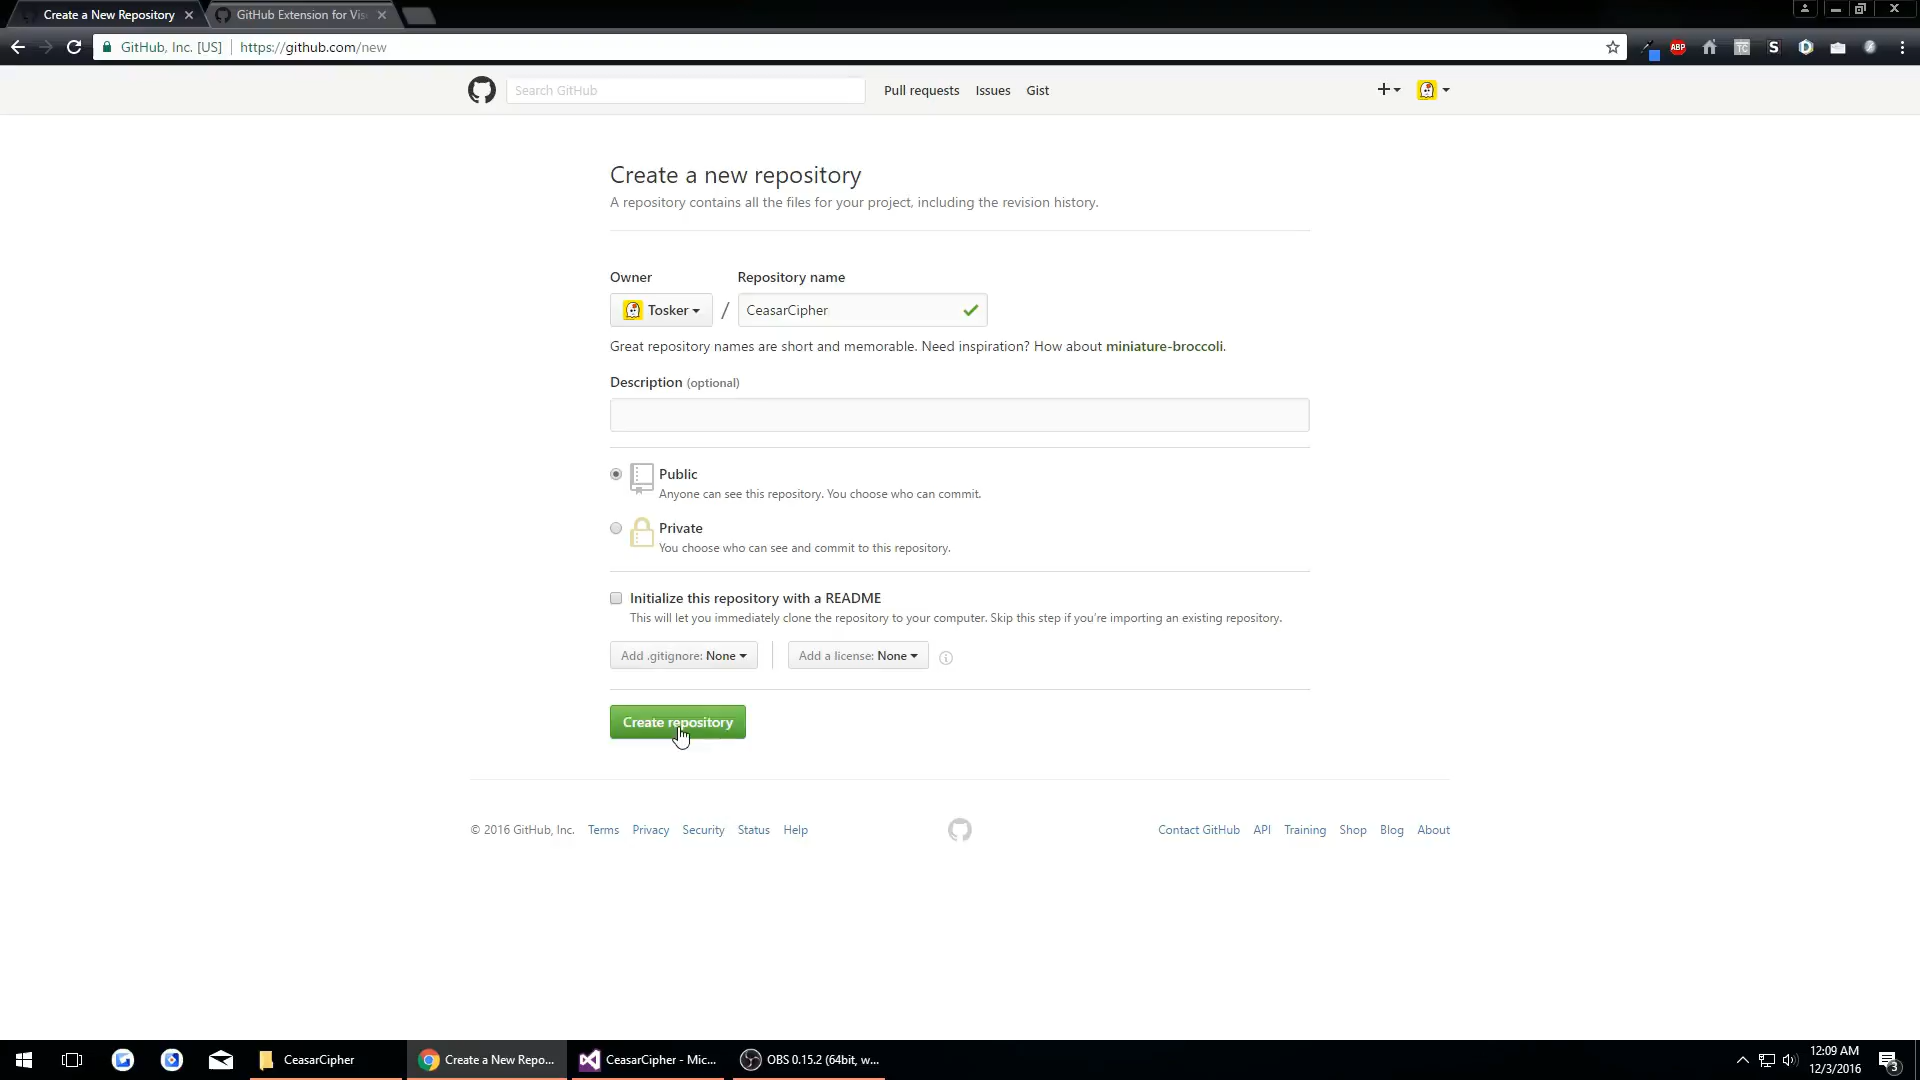 Create a New Repository
GitHub Extension for Vis
GitHub, Inc. [US]
https://github.com/new
ABP
TC
S
Search GitHub
Pull requests
Issues
Gist
Create a new repository
A repository contains all the files for your project, including the revision history.
Owner
Repository name
Tosker
/
CeasarCipher
Great repository names are short and memorable. Need inspiration? How about miniature-broccoli.
Description (optional)
Public
Anyone can see this repository. You choose who can commit.
Private
You choose who can see and commit to this repository.
Initialize this repository with a README
This will let you immediately clone the repository to your computer. Skip this step if you're importing an existing repository.
Add .gitignore: None
Add a license: None
Create repository
© 2016 GitHub, Inc.
Terms
Privacy
Security
Status
Help
Contact GitHub
API
Training
Shop
Blog
About
CeasarCipher
Create a New Repo...
CeasarCipher - Mic...
OBS 0.15.2 (64bit, w...
12:09 AM
12/3/2016
3